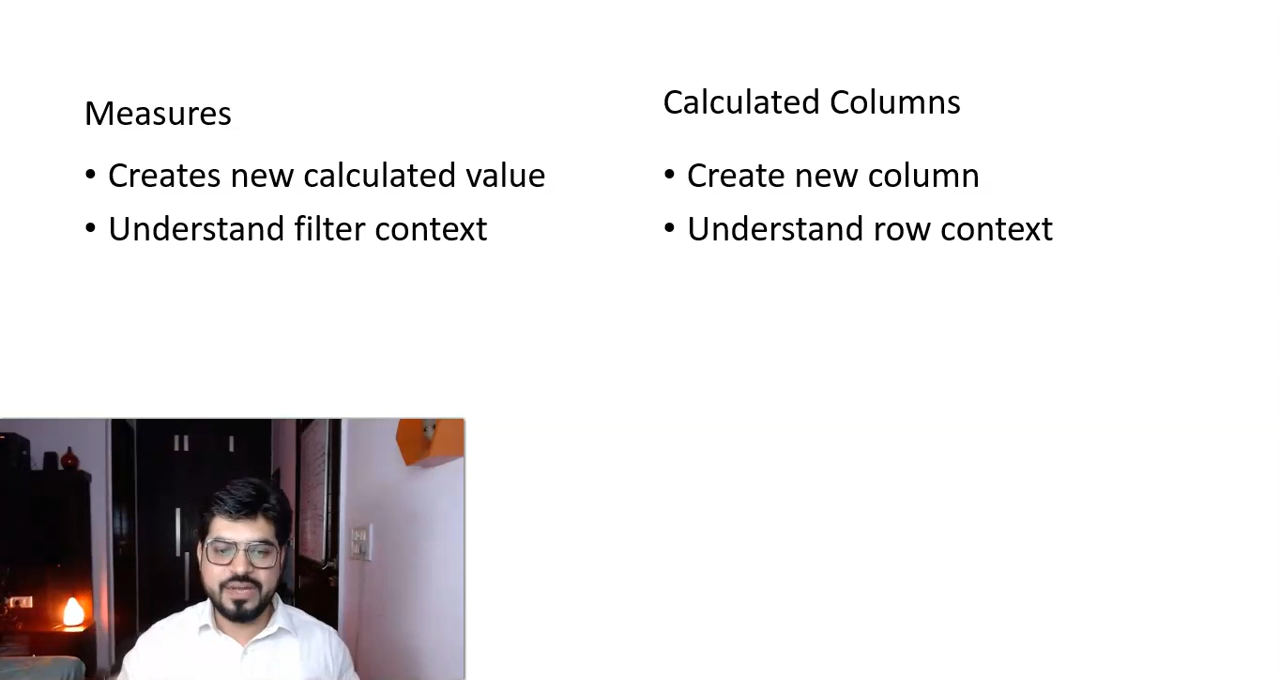 Measures
• Creates new calculated value
• Understand filter context
Calculated Columns
• Create new column
• Understand row context